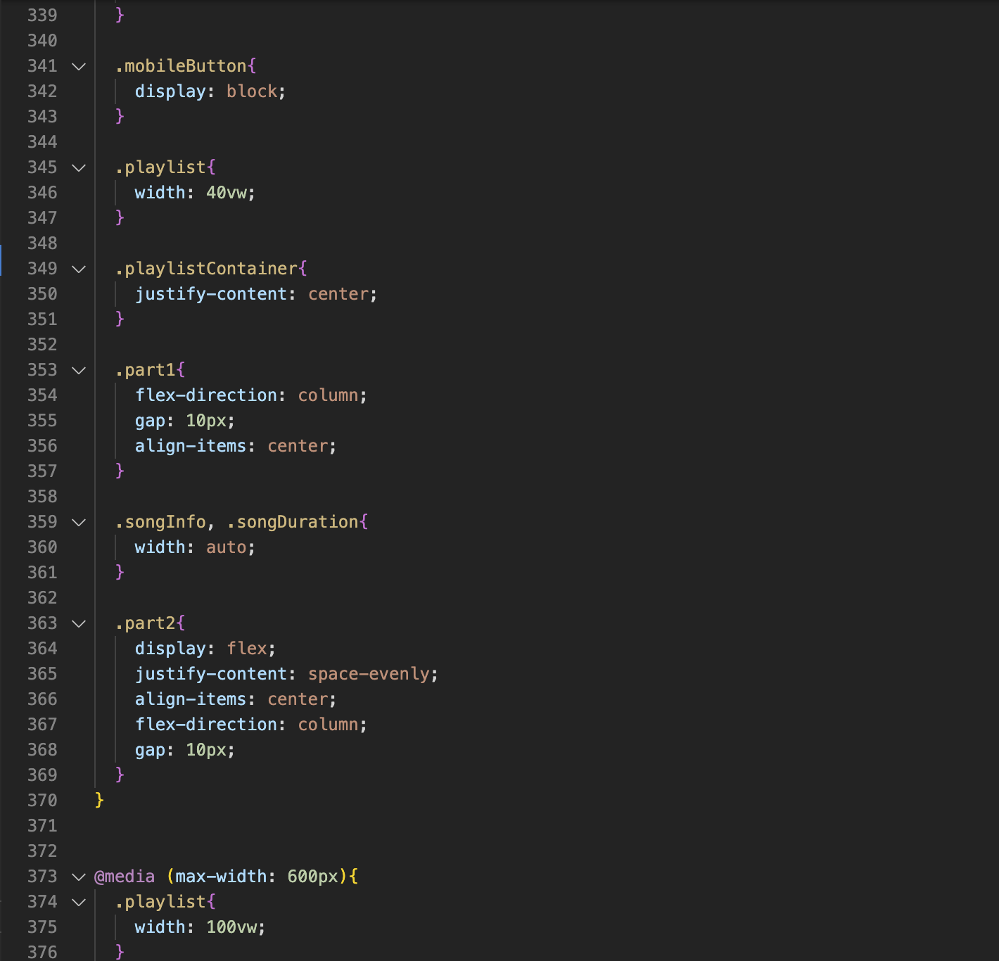 339 }
340
341 .mobileButton{
342 display: block;
343 }
344
345 .playlist{
346 width: 40vw;
347 }
348
349 .playlistContainer{
350 justify-content: center;
351 }
352
353 .part1{
354 flex-direction: column;
355 gap: 10px;
356 align-items: center;
357 }
358
359 .songInfo, .songDuration{
360 width: auto;
361 }
362
363 .part2{
364 display: flex;
365 justify-content: space-evenly;
366 align-items: center;
367 flex-direction: column;
368 gap: 10px;
369 }
370 }
371
372
373 @media (max-width: 600px){
374 .playlist{
375 width: 100vw;
376 }